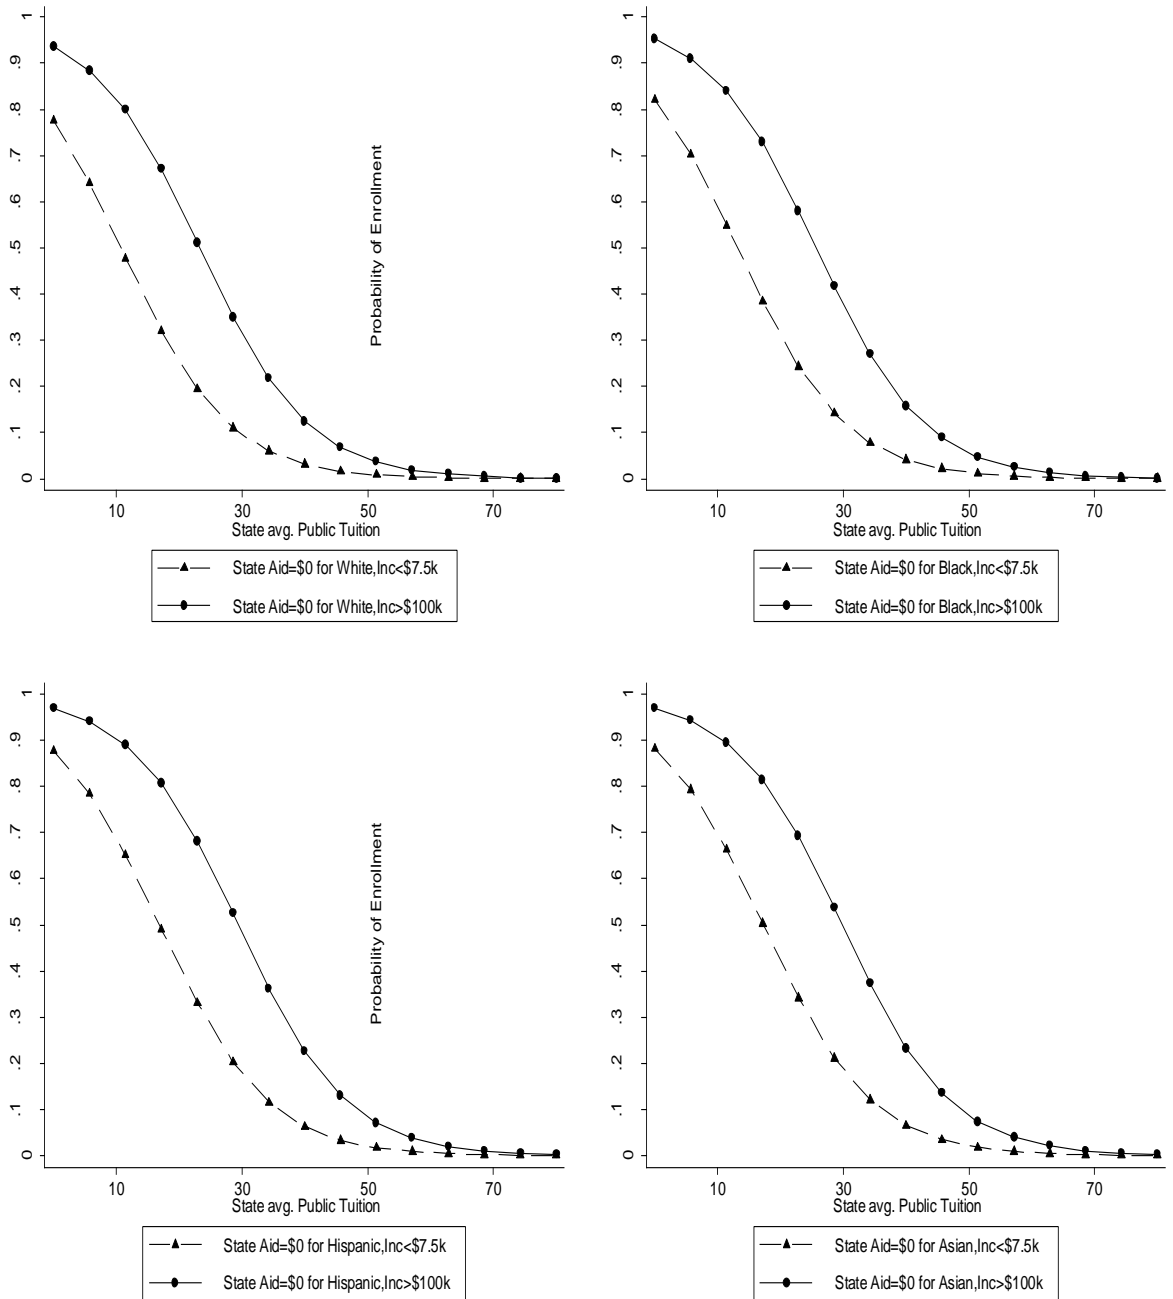 1
.9
.8
.7
.6
.5
.4
.3
.2
.1
0
Probability of Enrollment
10 30 50 70
State avg. Public Tuition
State Aid=$0 for White,Inc<$7.5k
State Aid=$0 for White,Inc>$100k
1
.9
.8
.7
.6
.5
.4
.3
.2
.1
0
10 30 50 70
State avg. Public Tuition
State Aid=$0 for Black,Inc<$7.5k
State Aid=$0 for Black,Inc>$100k
1
.9
.8
.7
.6
.5
.4
.3
.2
.1
0
Probability of Enrollment
10 30 50 70
State avg. Public Tuition
State Aid=$0 for Hispanic,Inc<$7.5k
State Aid=$0 for Hispanic,Inc>$100k
1
.9
.8
.7
.6
.5
.4
.3
.2
.1
0
10 30 50 70
State avg. Public Tuition
State Aid=$0 for Asian,Inc<$7.5k
State Aid=$0 for Asian,Inc>$100k